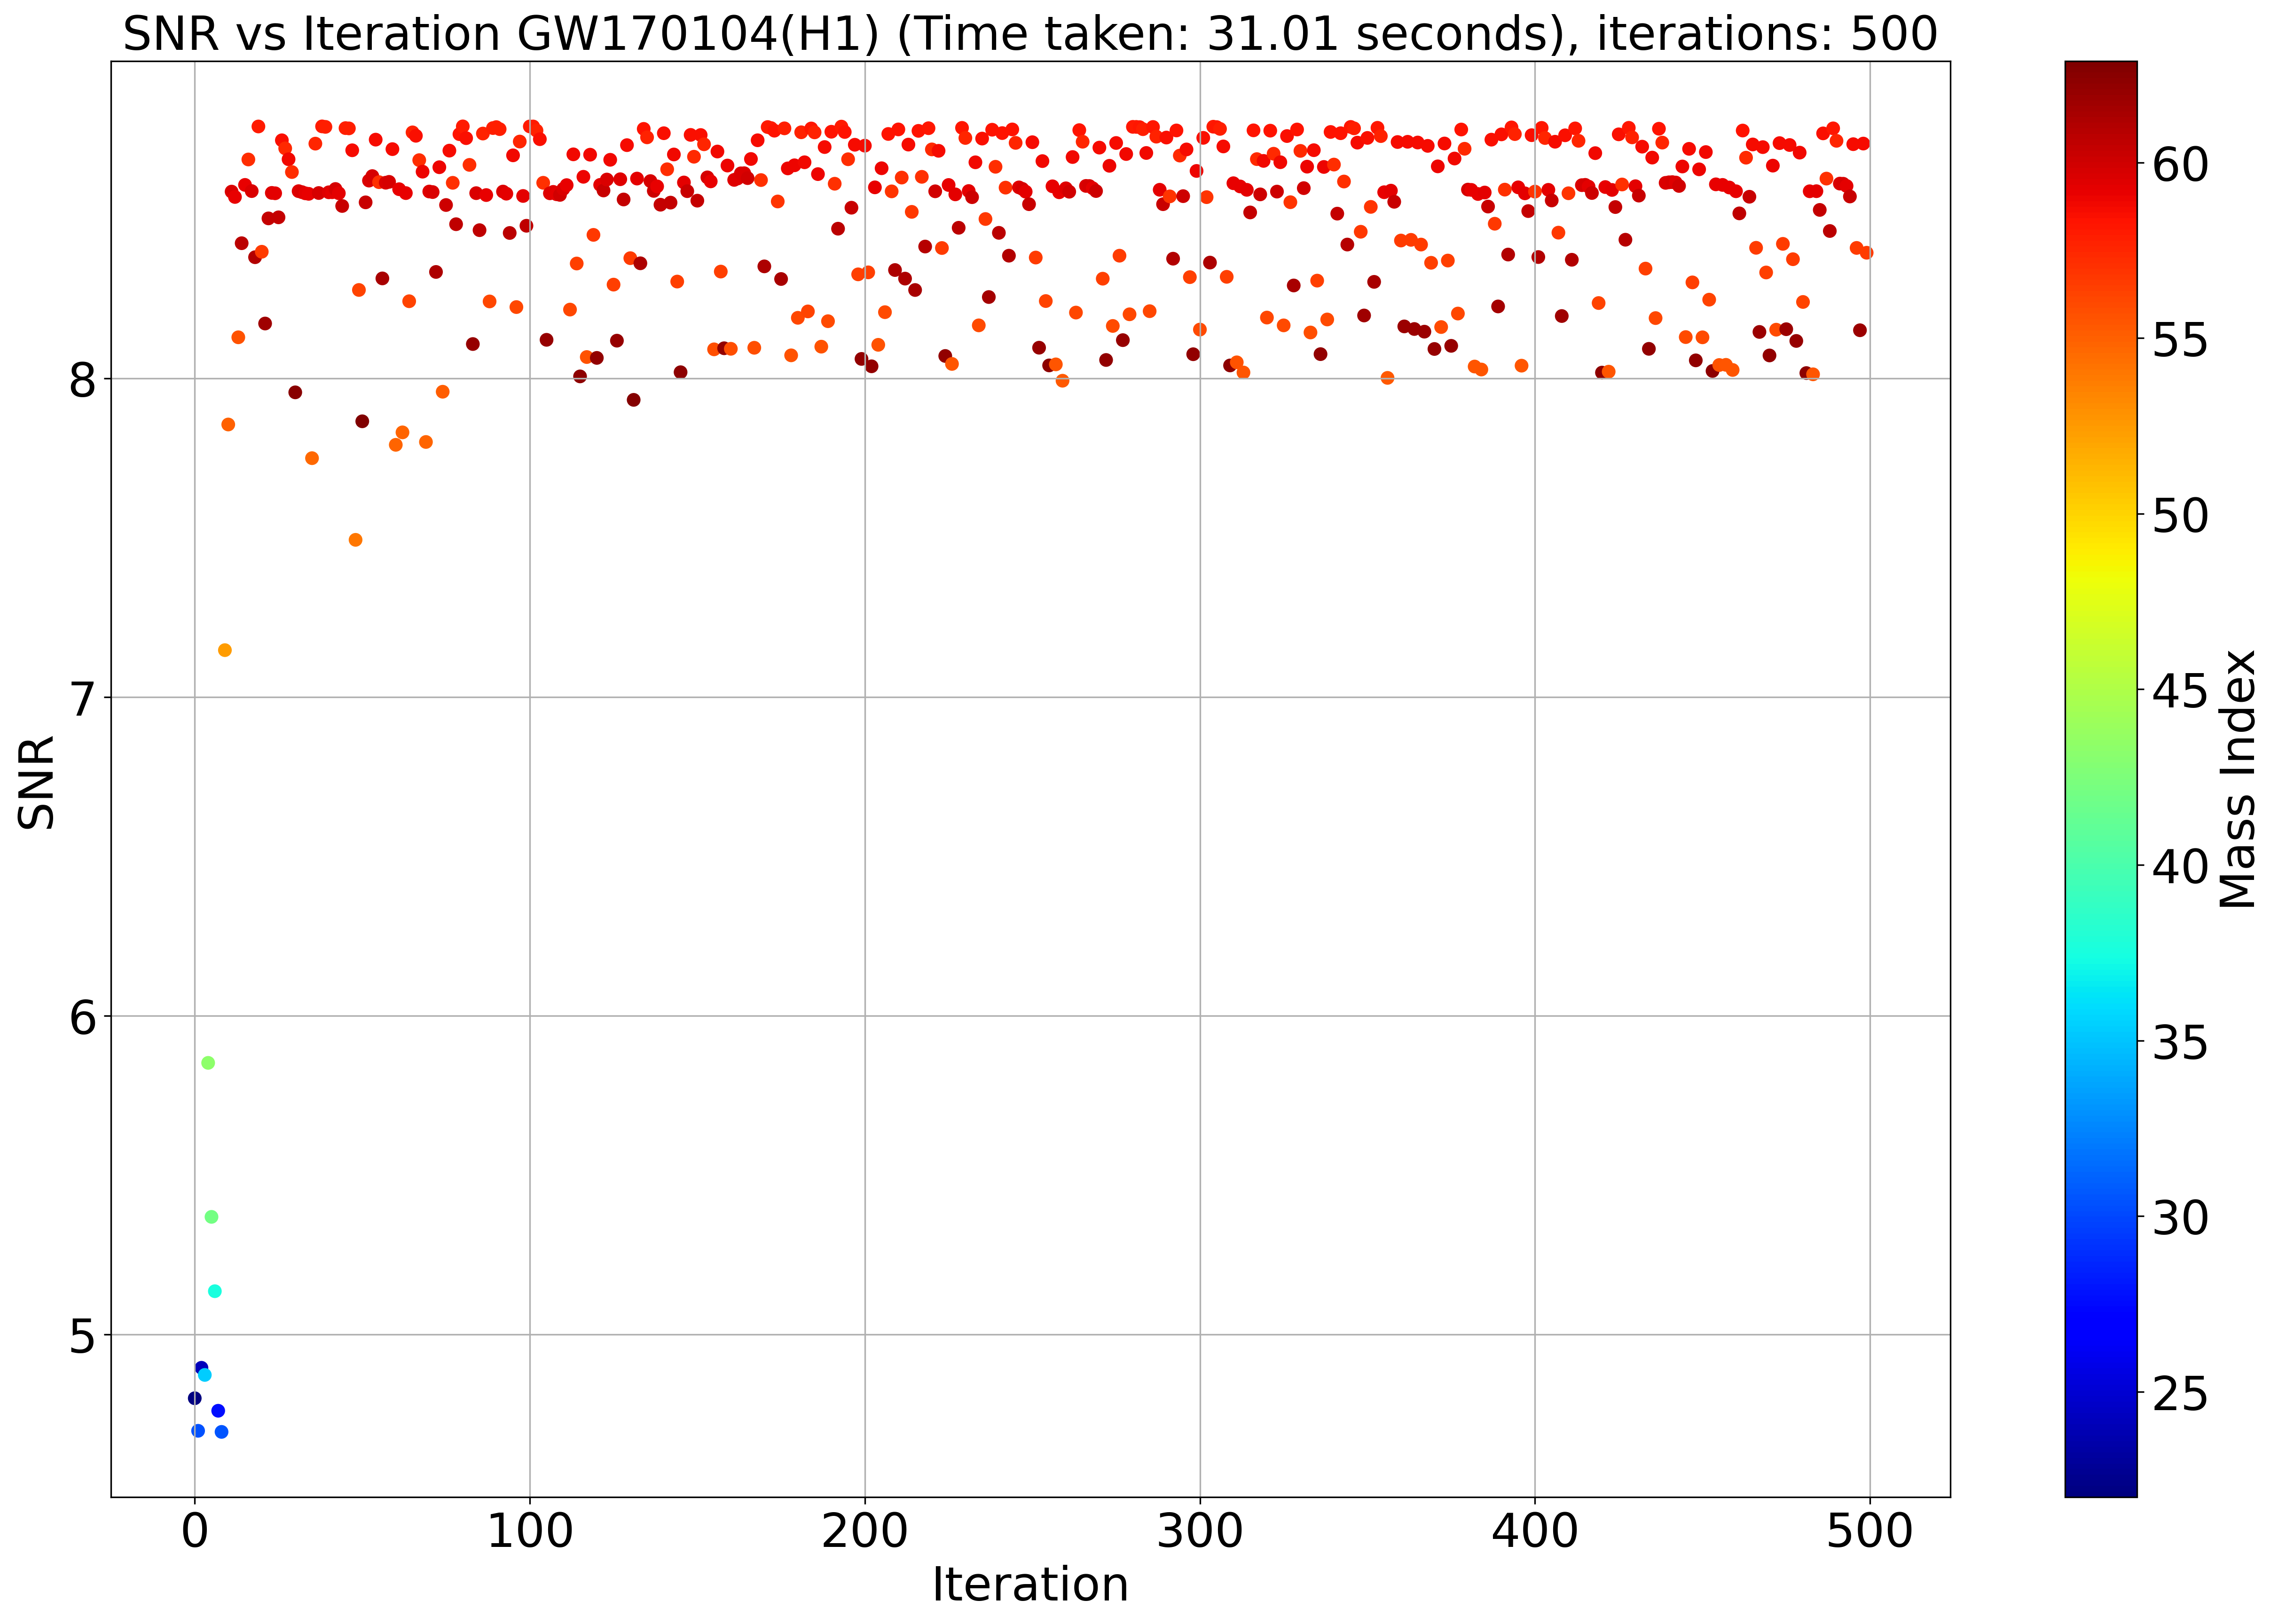 SNR vs Iteration GW170104(H1) (Time taken: 31.01 seconds), iterations: 500
SNR
8
7
6
5
0 100 200 300 400 500
Iteration
60
55
50
45
40
35
30
25
Mass Index